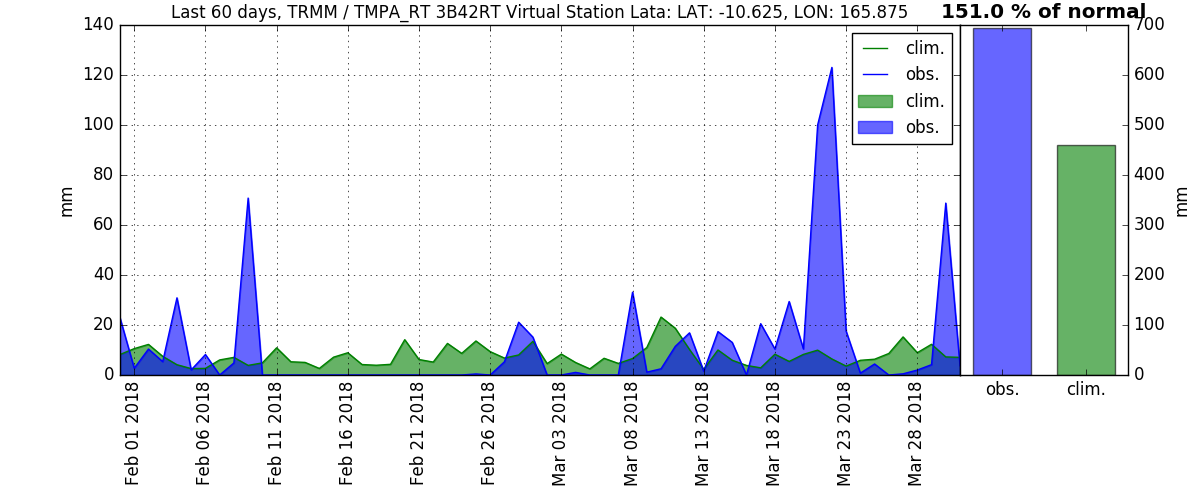 Last 60 days, TRMM / TMPA_RT 3B42RT Virtual Station Lata: LAT: -10.625, LON: 165.875
151.0 % of normal
140
120
100
80
60
40
20
0
mm
clim.
obs.
clim.
obs.
700
600
500
400
300
200
100
0
mm
obs.
clim.
Feb 01 2018
Feb 06 2018
Feb 11 2018
Feb 16 2018
Feb 21 2018
Feb 26 2018
Mar 03 2018
Mar 08 2018
Mar 13 2018
Mar 18 2018
Mar 23 2018
Mar 28 2018